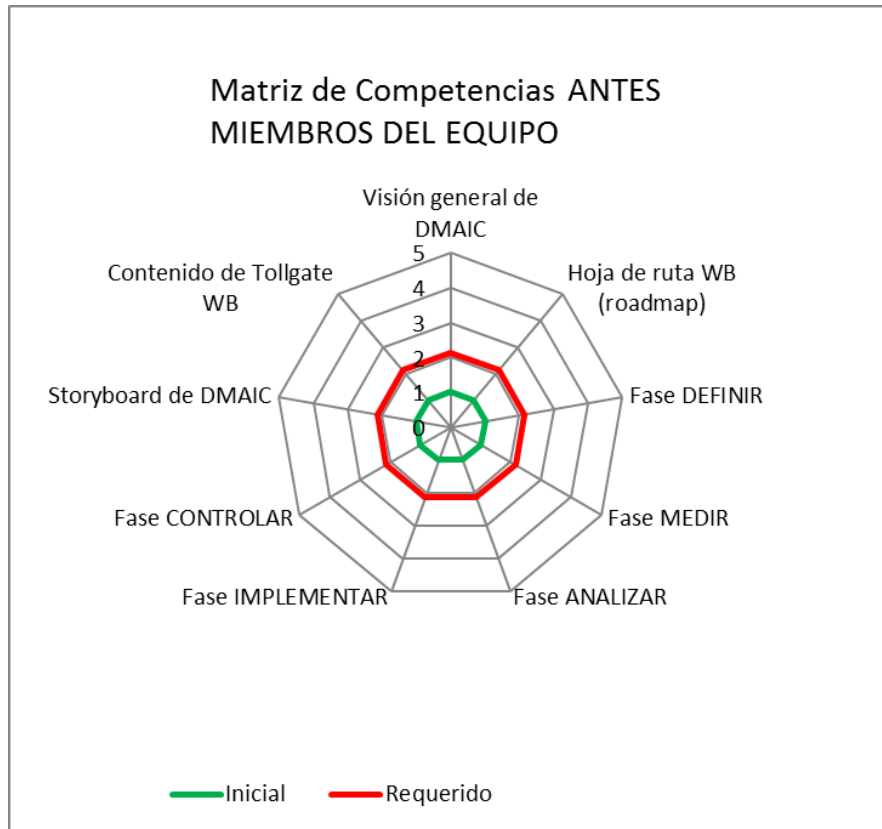 Matriz de Competencias ANTES
MIEMBROS DEL EQUIPO
Visión general de
DMAIC
Hoja de ruta WB
(roadmap)
Fase DEFINIR
Fase MEDIR
Fase ANALIZAR
Fase IMPLEMENTAR
Fase CONTROLAR
Storyboard de DMAIC
Contenido de Tollgate
WB
5
4
3
2
1
0
Inicial
Requerido